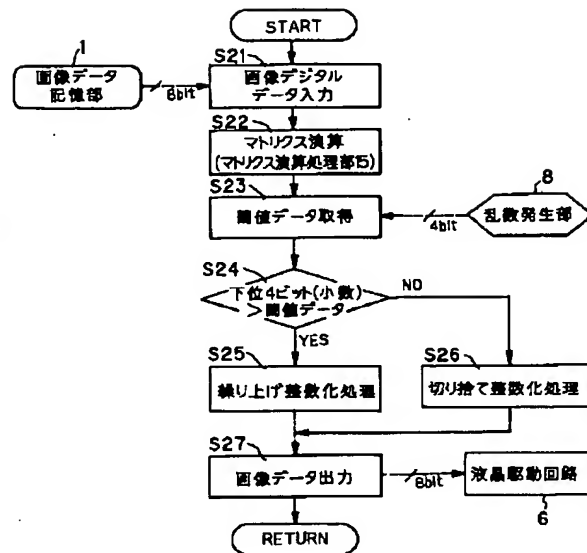 START
1
画像データ
記憶部
8bit
S21
画像デジタル
データ入力
S22
マトリクス演算
(マトリクス演算処理部15)
S23
閾値データ取得
8
乱数発生部
4bit
S24
下位4ビット(小数)
>閾値データ
NO
YES
S25
繰り上げ整数化処理
S26
切り捨て整数化処理
S27
画像データ出力
8bit
液晶駆動回路
6
RETURN